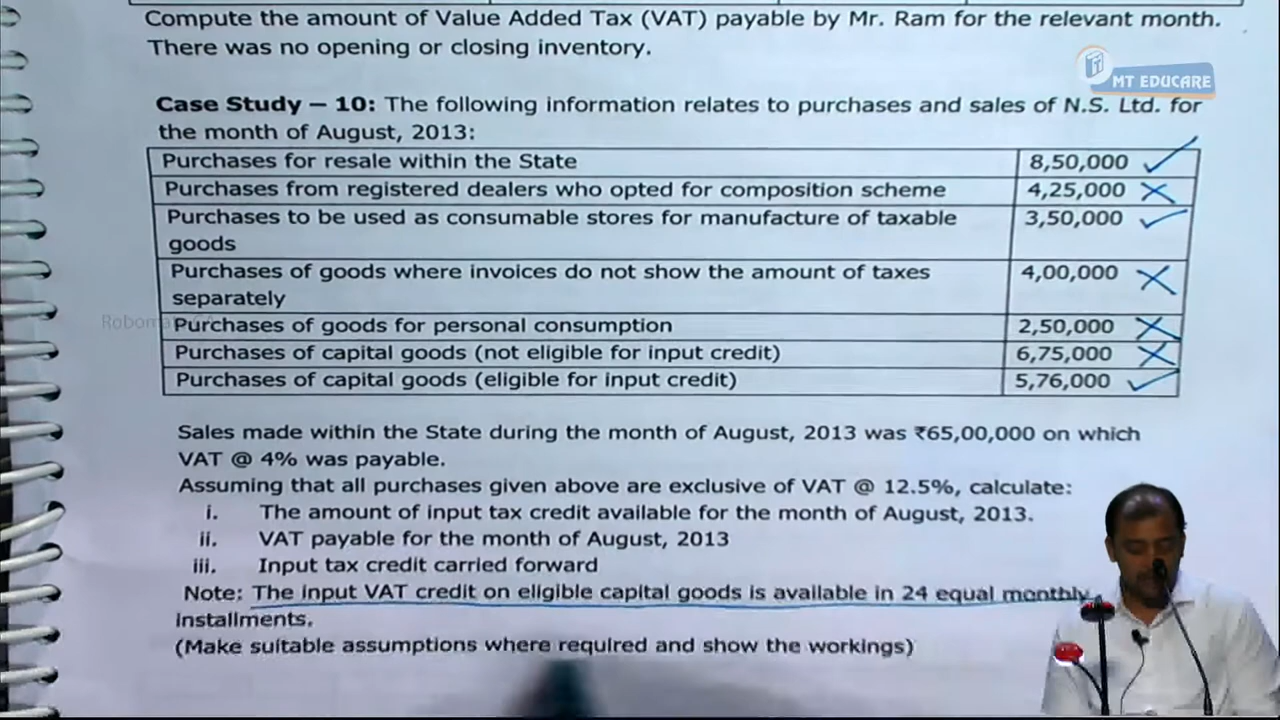 Compute the amount of Value Added Tax (VAT) payable by Mr. Ram for the relevant month.
There was no opening or closing inventory.
MT EDUCARE
Case Study – 10: The following information relates to purchases and sales of N.S. Ltd. for
the month of August, 2013:
Purchases for resale within the State 8,50,000
Purchases from registered dealers who opted for composition scheme 4,25,000
Purchases to be used as consumable stores for manufacture of taxable 3,50,000
goods
Purchases of goods where invoices do not show the amount of taxes 4,00,000
separately
Purchases of goods for personal consumption 2,50,000
Purchases of capital goods (not eligible for input credit) 6,75,000
Purchases of capital goods (eligible for input credit) 5,76,000
Sales made within the State during the month of August, 2013 was ₹65,00,000 on which
VAT @ 4% was payable.
Assuming that all purchases given above are exclusive of VAT @ 12.5%, calculate:
i. The amount of input tax credit available for the month of August, 2013.
ii. VAT payable for the month of August, 2013
iii. Input tax credit carried forward
Note: The input VAT credit on eligible capital goods is available in 24 equal monthly
installments.
(Make suitable assumptions where required and show the workings)